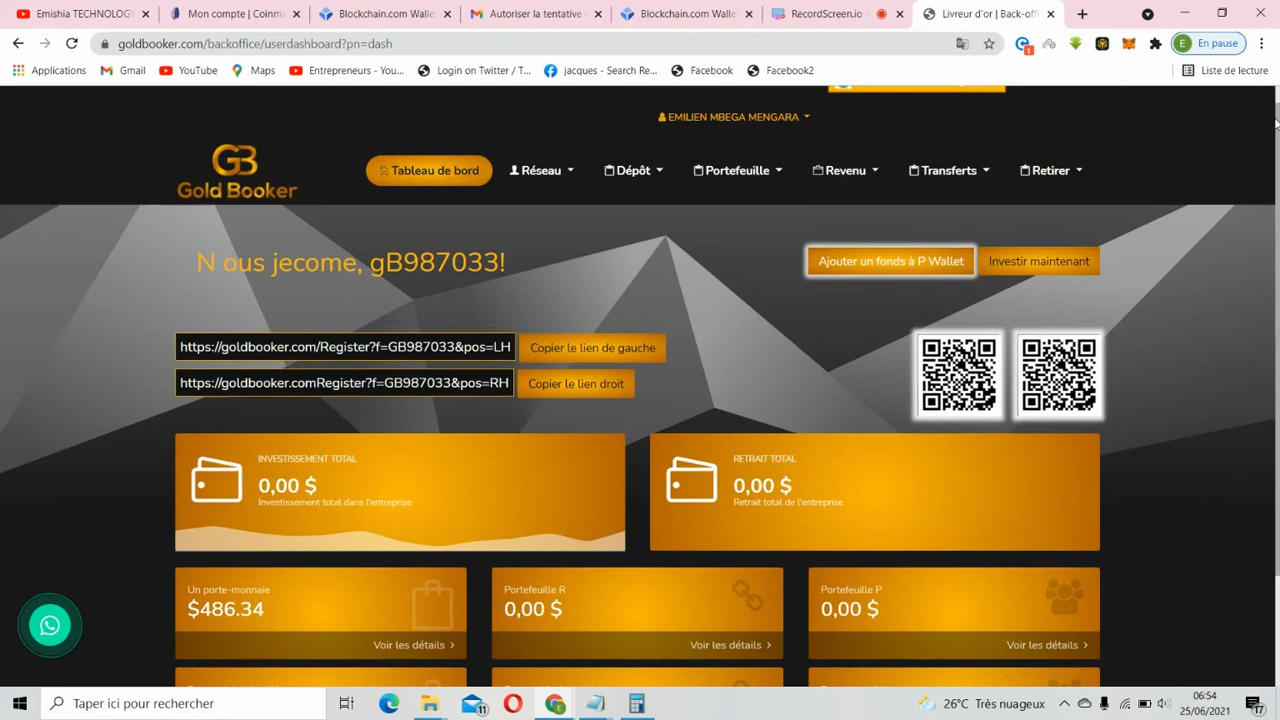 Emishia TECHNOLOGY
Mon compte | Coinma
Blockchain.com Walle
Autoriser la tentative
Blockchain.com Walle
RecordScreen.io -
Livreur d'or | Back-off
goldbooker.com/backoffice/userdashboard?pn=dash
E En pause
Applications
Gmail
YouTube
Maps
Entrepreneurs - You...
Login on Twitter / T...
jacques - Search Re...
Facebook
Facebook2
Liste de lecture
EMILIEN MBEGA MENGARA
GB
Gold Booker
Tableau de bord
Réseau
Dépôt
Portefeuille
Revenu
Transferts
Retirer
N ous jecome, gB987033!
Ajouter un fonds à P Wallet
Investir maintenant
https://goldbooker.com/Register?f=GB987033&pos=LH
Copier le lien de gauche
https://goldbooker.comRegister?f=GB987033&pos=RH
Copier le lien droit
INVESTISSEMENT TOTAL
0,00 $
Investissement total dans l'entreprise
RETRAIT TOTAL
0,00 $
Retrait total de l'entreprise
Un porte-monnaie
$486.34
Voir les détails
Portefeuille R
0,00 $
Voir les détails
Portefeuille P
0,00 $
Voir les détails
Taper ici pour rechercher
11
26°C Très nuageux
06:54
25/06/2021
17